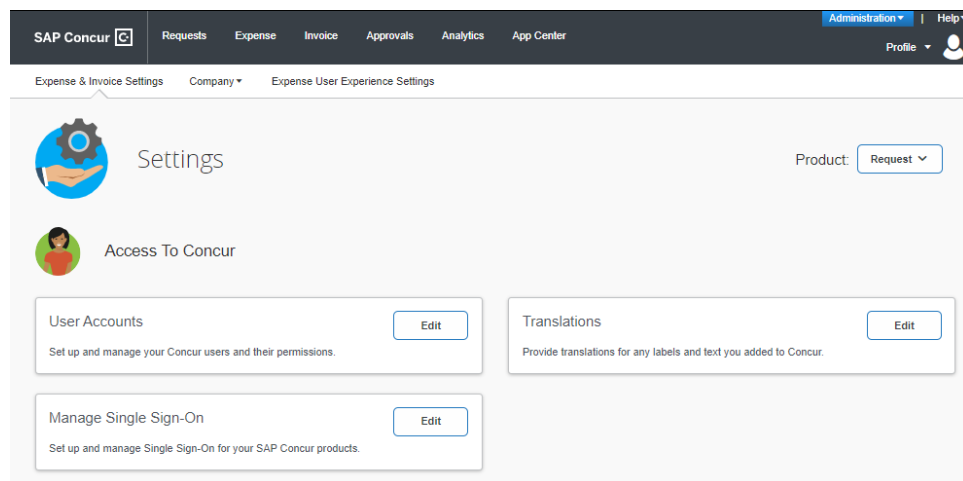 Administration | Help
SAP Concur C Requests Expense Invoice Approvals Analytics App Center
Profile
Expense & Invoice Settings Company Expense User Experience Settings
Settings
Product: Request
Access To Concur
User Accounts
Edit
Set up and manage your Concur users and their permissions.
Translations
Edit
Provide translations for any labels and text you added to Concur.
Manage Single Sign-On
Edit
Set up and manage Single Sign-On for your SAP Concur products.